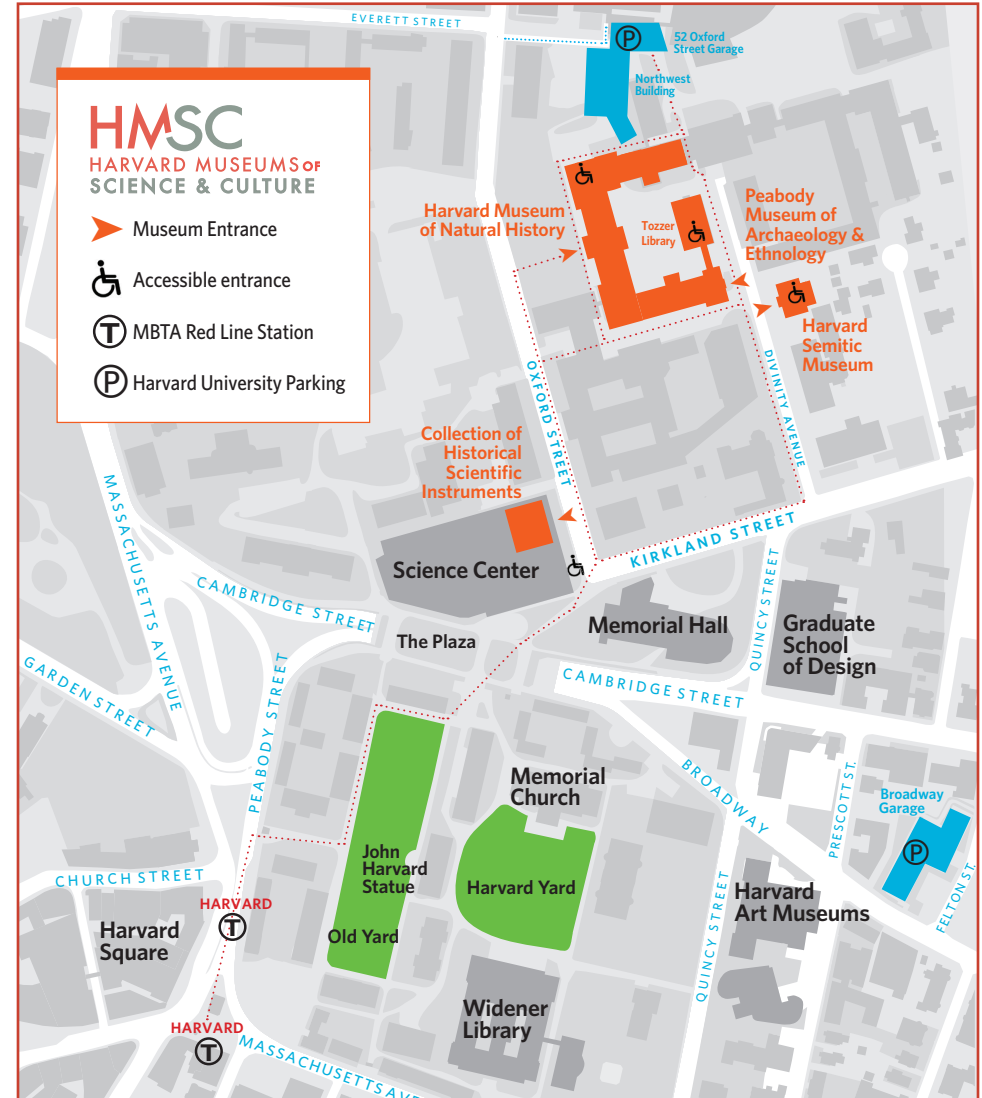 EVERETT STREET
P
52 Oxford
Street Garage
Northwest
Building
HMSC
HARVARD MUSEUMS OF
SCIENCE & CULTURE
Museum Entrance
Accessible entrance
T MBTA Red Line Station
P Harvard University Parking
Harvard Museum
of Natural History
Tozzer
Library
Peabody
Museum of
Archaeology &
Ethnology
Harvard
Semitic
Museum
OXFORD STREET
DIVINITY AVENUE
Collection of
Historical
Scientific
Instruments
Science Center
KIRKLAND STREET
MASSACHUSETTS AVENUE
CAMBRIDGE STREET
The Plaza
Memorial Hall
QUINCY STREET
Graduate
School
of Design
GARDEN STREET
PEABODY STREET
CAMBRIDGE STREET
BROADWAY
PRESCOTT ST.
Memorial
Church
Broadway
Garage
P
FELTON ST.
John
Harvard
Statue
Harvard Yard
Old Yard
CHURCH STREET
HARVARD
T
Harvard
Square
Harvard
Art Museums
QUINCY STREET
Widener
Library
HARVARD
T
MASSACHUSETTS AVE